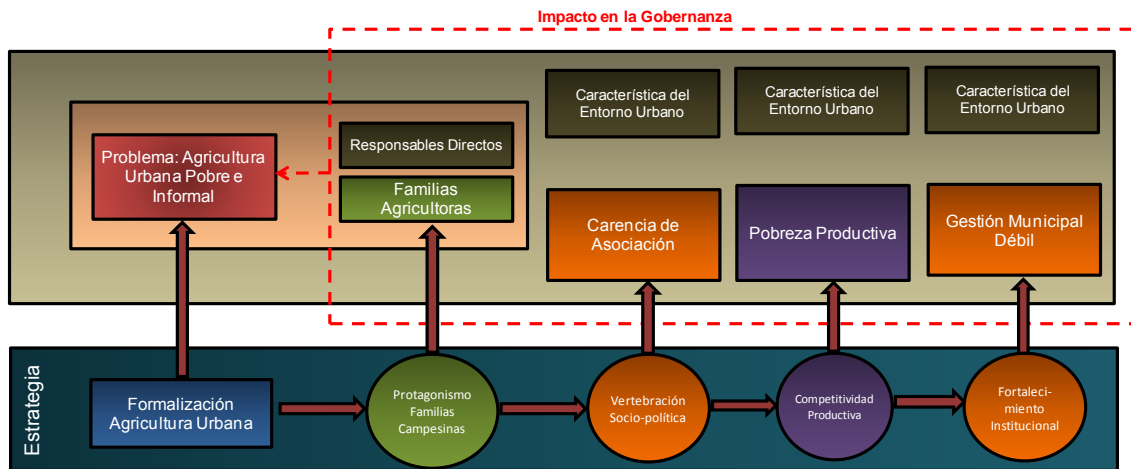 Impacto en la Gobernanza
Característica del
Entorno Urbano
Característica del
Entorno Urbano
Característica del
Entorno Urbano
Problema: Agricultura
Urbana Pobre e
Informal
Responsables Directos
Familias
Agricultoras
Carencia de
Asociación
Pobreza Productiva
Gestión Municipal
Débil
Estrategia
Formalización
Agricultura Urbana
Protagonismo
Familias
Campesinas
Vertebración
Socio-política
Competitividad
Productiva
Fortaleci-
miento
Institucional